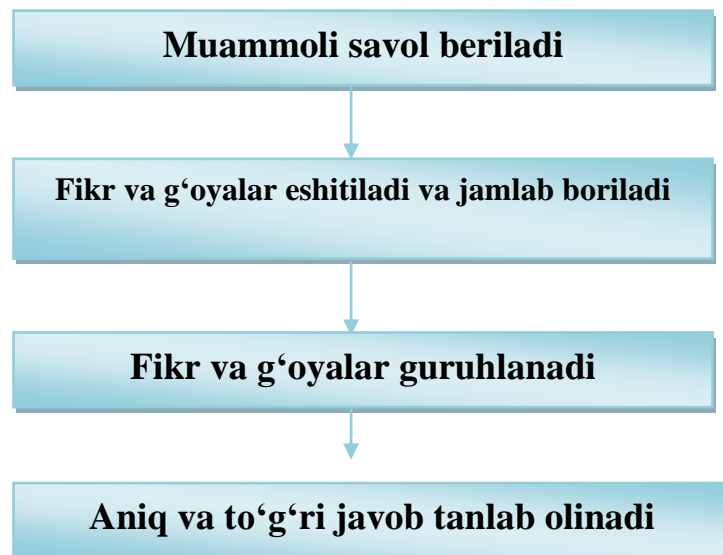 Muammoli savol beriladi
Fikr va g‘oyalar eshitiladi va jamlab boriladi
Fikr va g‘oyalar guruhlanadi
Aniq va to‘g‘ri javob tanlab olinadi